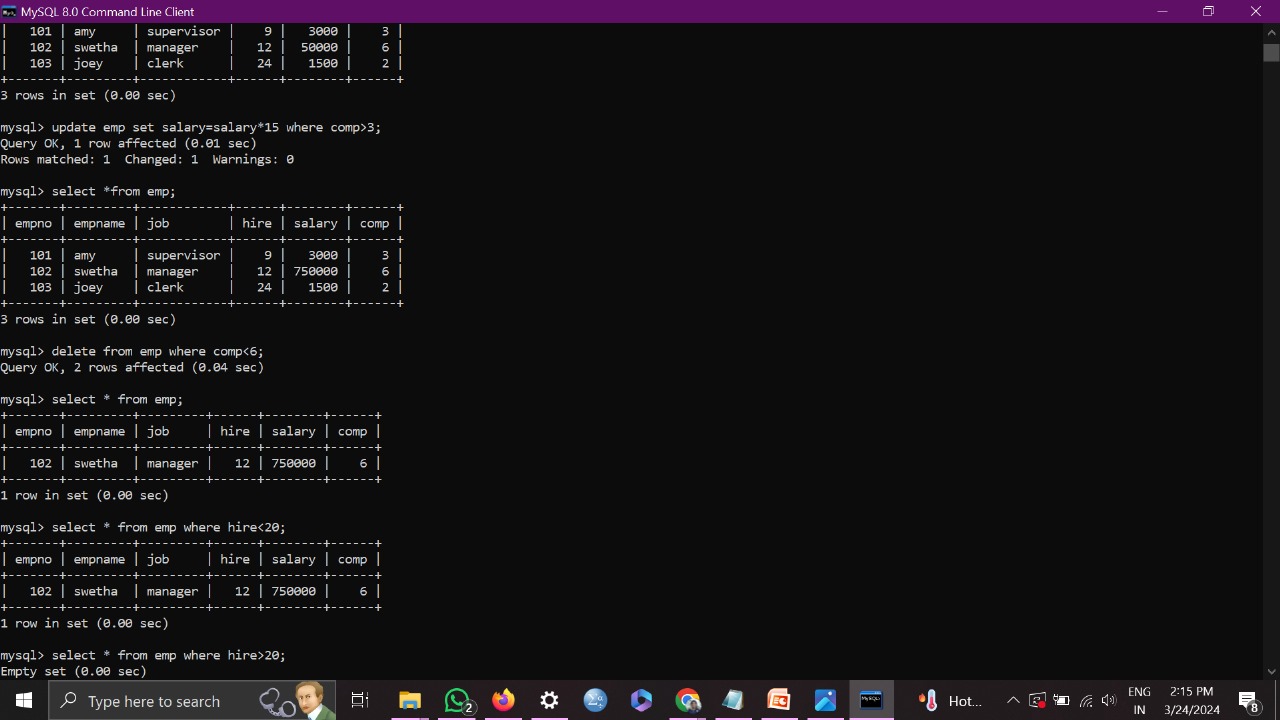 MySQL 8.0 Command Line Client
|   101 | amy     | supervisor |    9 |   3000 |    3 |
|   102 | swetha  | manager    |   12 |  50000 |    6 |
|   103 | joey    | clerk      |   24 |   1500 |    2 |
+-------+---------+------------+------+--------+------+
3 rows in set (0.00 sec)
mysql> update emp set salary=salary*15 where comp>3;
Query OK, 1 row affected (0.01 sec)
Rows matched: 1  Changed: 1  Warnings: 0
mysql> select *from emp;
+-------+---------+------------+------+--------+------+
| empno | empname | job        | hire | salary | comp |
+-------+---------+------------+------+--------+------+
|   101 | amy     | supervisor |    9 |   3000 |    3 |
|   102 | swetha  | manager    |   12 | 750000 |    6 |
|   103 | joey    | clerk      |   24 |   1500 |    2 |
+-------+---------+------------+------+--------+------+
3 rows in set (0.00 sec)
mysql> delete from emp where comp<6;
Query OK, 2 rows affected (0.04 sec)
mysql> select * from emp;
+-------+---------+---------+------+--------+------+
| empno | empname | job     | hire | salary | comp |
+-------+---------+---------+------+--------+------+
|   102 | swetha  | manager |   12 | 750000 |    6 |
+-------+---------+---------+------+--------+------+
1 row in set (0.00 sec)
mysql> select * from emp where hire<20;
+-------+---------+---------+------+--------+------+
| empno | empname | job     | hire | salary | comp |
+-------+---------+---------+------+--------+------+
|   102 | swetha  | manager |   12 | 750000 |    6 |
+-------+---------+---------+------+--------+------+
1 row in set (0.00 sec)
mysql> select * from emp where hire>20;
Empty set (0.00 sec)
Type here to search
2
MySQL
Hot...
ENG
IN
2:15 PM
3/24/2024
8